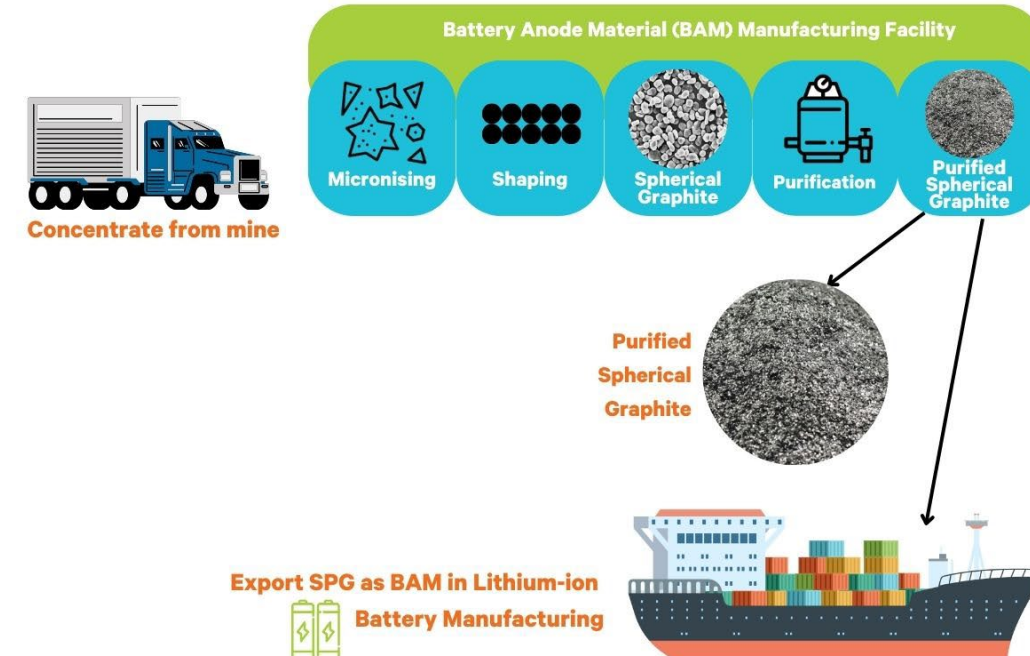 Battery Anode Material (BAM) Manufacturing Facility
Micronising
Shaping
Spherical
Graphite
Purification
Purified
Spherical
Graphite
Concentrate from mine
Purified
Spherical
Graphite
Export SPG as BAM in Lithium-ion
Battery Manufacturing